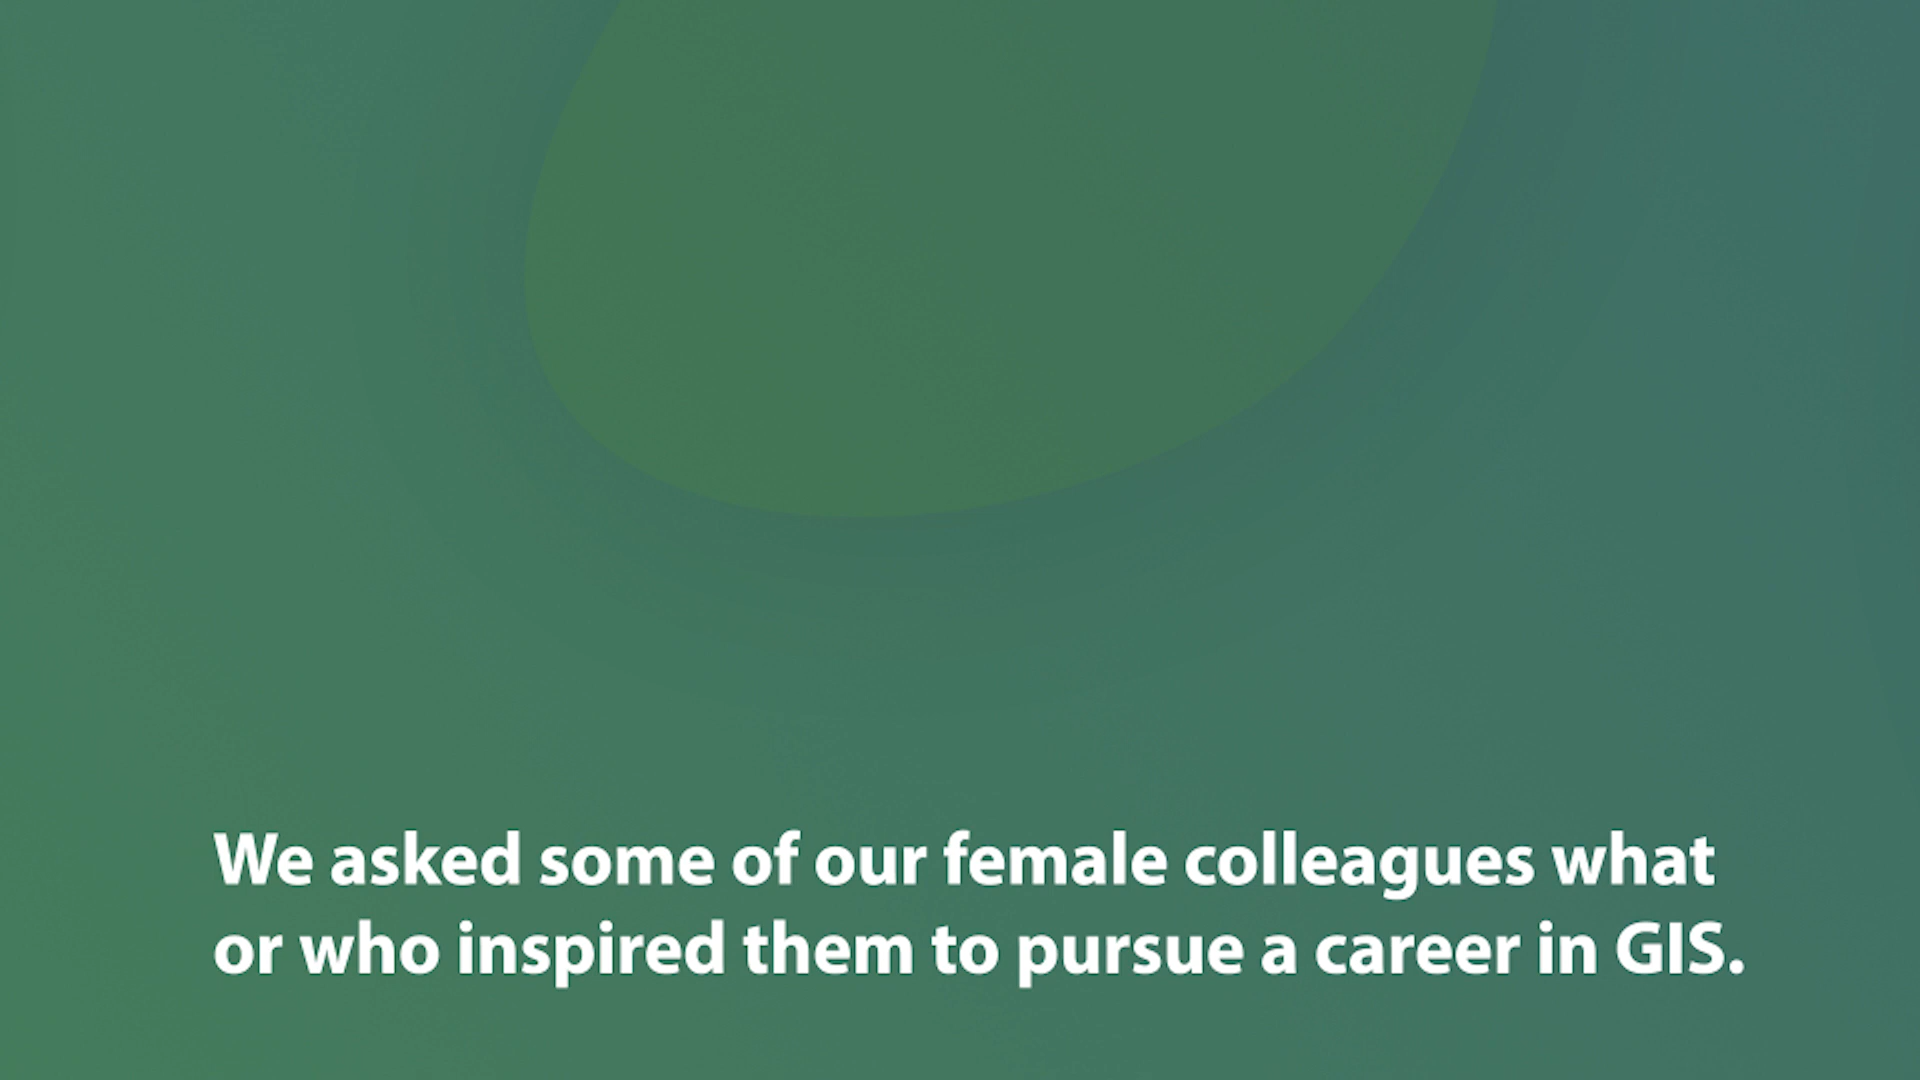 We asked some of our female colleagues what
or who inspired them to pursue a career in GIS.